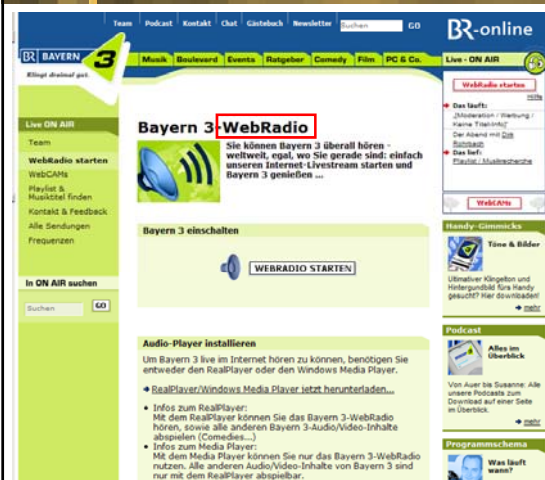 Team Podcast Kontakt Chat Gästebuch Newsletter Suchen GO
BR-online
BR BAYERN 3
Klingt dreimal gut.
Musik Boulevard Events Ratgeber Comedy Film PC & Co.
Live - ON AIR
WebRadio starten
Hilfe
Das läuft:
„[Moderation / Werbung /
Keine Titelinfo]"
Der Abend mit Dirk
Rohrbach
Das lief:
Playlist / Musikrecherche
WebCAMs
Live ON AIR
Team
WebRadio starten
WebCAMs
Playlist &
Musiktitel finden
Kontakt & Feedback
Alle Sendungen
Frequenzen
In ON AIR suchen
Suchen GO
Bayern 3-WebRadio
Sie können Bayern 3 überall hören -
weltweit, egal, wo Sie gerade sind: einfach
unseren Internet-Livestream starten und
Bayern 3 genießen ...
Bayern 3 einschalten
WEBRADIO STARTEN
Audio-Player installieren
Um Bayern 3 live im Internet hören zu können, benötigen Sie
entweder den RealPlayer oder den Windows Media Player.
RealPlayer/Windows Media Player jetzt herunterladen...
• Infos zum RealPlayer:
Mit dem RealPlayer können Sie das Bayern 3-WebRadio
hören, sowie alle anderen Bayern 3-Audio/Video-Inhalte
abspielen (Comedies...)
• Infos zum Media Player:
Mit dem Media Player können Sie nur das Bayern 3-WebRadio
nutzen. Alle anderen Audio/Video-Inhalte von Bayern 3 sind
nur mit dem RealPlayer abspielbar.
Handy-Gimmicks
Töne & Bilder
Ultimativer Klingelton und
Hintergundbild fürs Handy
gesucht? Hier downloaden!
mehr
Podcast
Alles im
Überblick
Von Auer bis Susanne: Alle
unsere Podcasts zum
Download auf einer Seite
im Überblick.
mehr
Programmschema
Was läuft
wann?